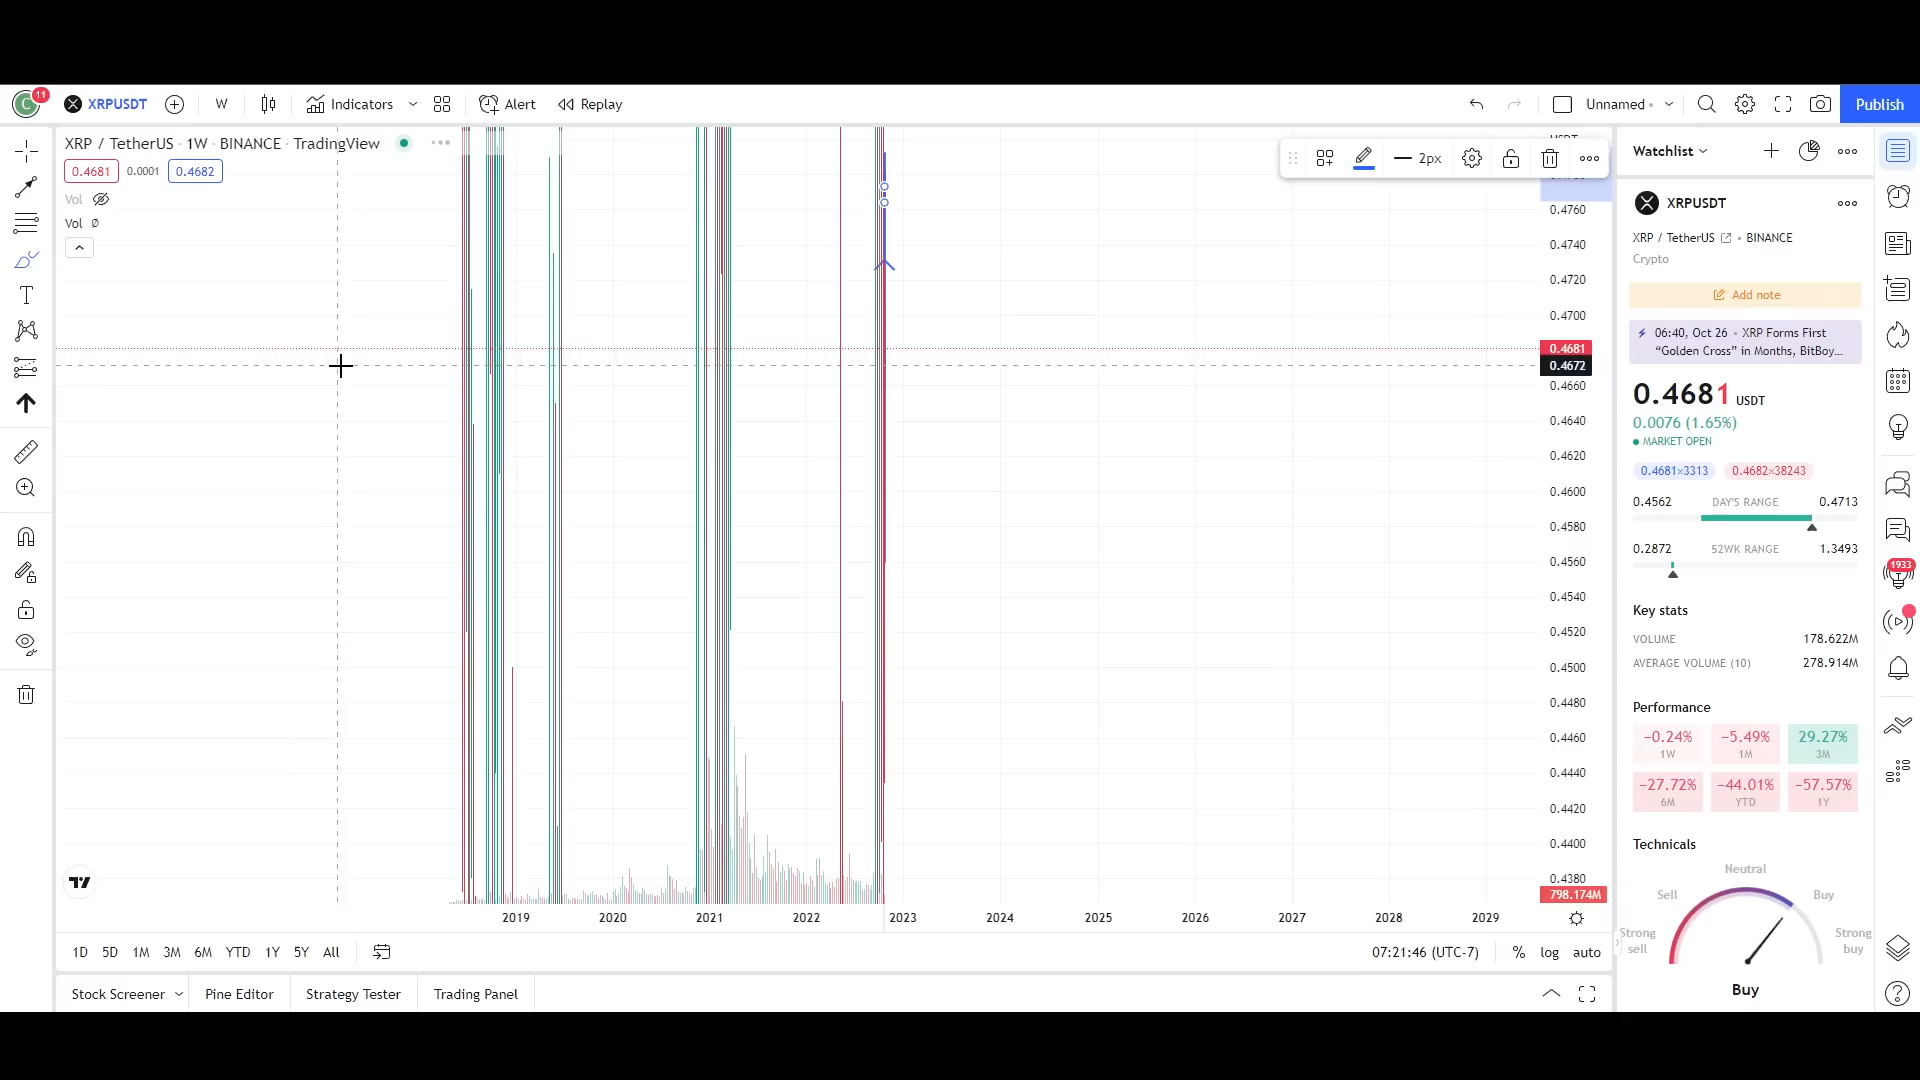 C 11 XRPUSDT W Indicators Alert Replay Unnamed Publish
XRP / TetherUS · 1W · BINANCE · TradingView
0.4681 0.0001 0.4682
Vol
Vol ∅
2px
0.4760
0.4740
0.4720
0.4700
0.4681
0.4672
0.4660
0.4640
0.4620
0.4600
0.4580
0.4560
0.4540
0.4520
0.4500
0.4480
0.4460
0.4440
0.4420
0.4400
0.4380
798.174M
2019 2020 2021 2022 2023 2024 2025 2026 2027 2028 2029
1D 5D 1M 3M 6M YTD 1Y 5Y All 07:21:46 (UTC-7) % log auto
Stock Screener Pine Editor Strategy Tester Trading Panel
Watchlist
XRPUSDT
XRP / TetherUS • BINANCE
Crypto
Add note
06:40, Oct 26 • XRP Forms First
“Golden Cross” in Months, BitBoy...
0.4681 USDT
0.0076 (1.65%)
MARKET OPEN
0.4681×3313 0.4682×38243
0.4562 DAY'S RANGE 0.4713
0.2872 52WK RANGE 1.3493
Key stats
VOLUME 178.622M
AVERAGE VOLUME (10) 278.914M
Performance
−0.24% −5.49% 29.27%
1W 1M 3M
−27.72% −44.01% −57.57%
6M YTD 1Y
Technicals
Neutral
Sell Buy
Strong sell Strong buy
Buy
1933